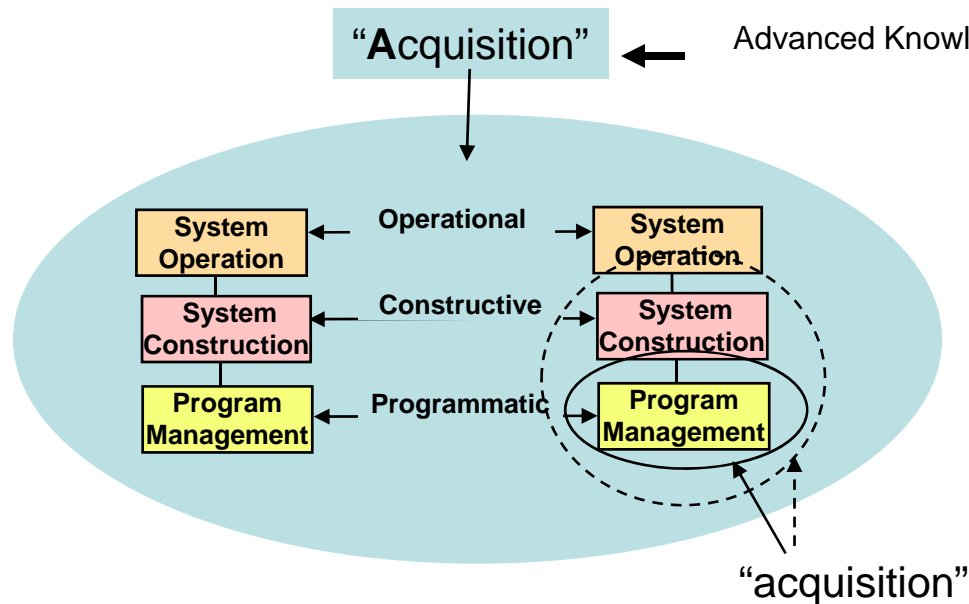 “Acquisition”
Advanced Knowl
System
Operation
Operational
System
Operation
System
Construction
Constructive
System
Construction
Program
Management
Programmatic
Program
Management
“acquisition”